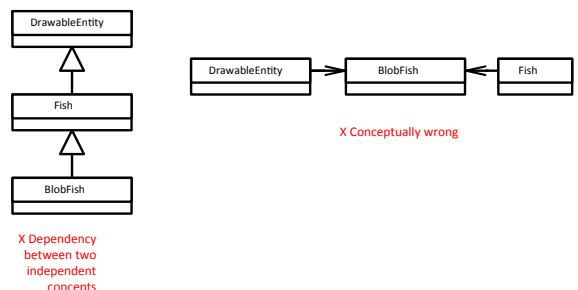 DrawableEntity
Fish
BlobFish
X Dependency
between two
independent
concepts
DrawableEntity
BlobFish
Fish
X Conceptually wrong